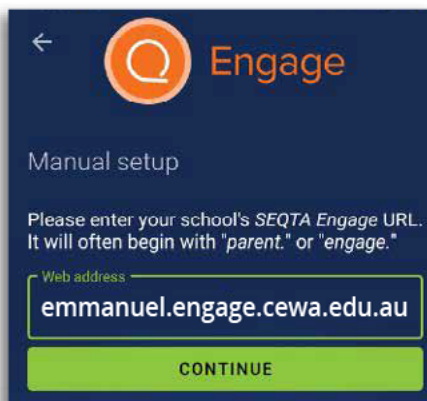 Engage
Manual setup
Please enter your school's SEQTA Engage URL.
It will often begin with "parent." or "engage."
Web address
emmanuel.engage.cewa.edu.au
CONTINUE